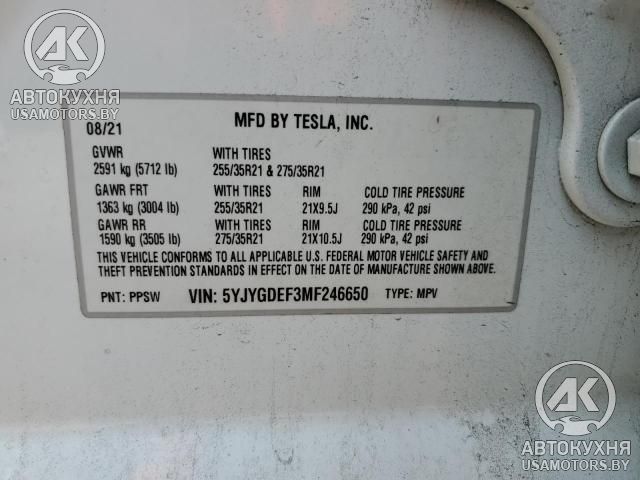 АК
АВТОКУХНЯ
USAMOTORS.BY
08/21 MFD BY TESLA, INC.
GVWR WITH TIRES
2591 kg (5712 lb) 255/35R21 & 275/35R21
GAWR FRT WITH TIRES RIM COLD TIRE PRESSURE
1363 kg (3004 lb) 255/35R21 21X9.5J 290 kPa, 42 psi
GAWR RR WITH TIRES RIM COLD TIRE PRESSURE
1590 kg (3505 lb) 275/35R21 21X10.5J 290 kPa, 42 psi
THIS VEHICLE CONFORMS TO ALL APPLICABLE U.S. FEDERAL MOTOR VEHICLE SAFETY AND
THEFT PREVENTION STANDARDS IN EFFECT ON THE DATE OF MANUFACTURE SHOWN ABOVE.
PNT: PPSW VIN: 5YJYGDEF3MF246650 TYPE: MPV
АК
АВТОКУХНЯ
USAMOTORS.BY